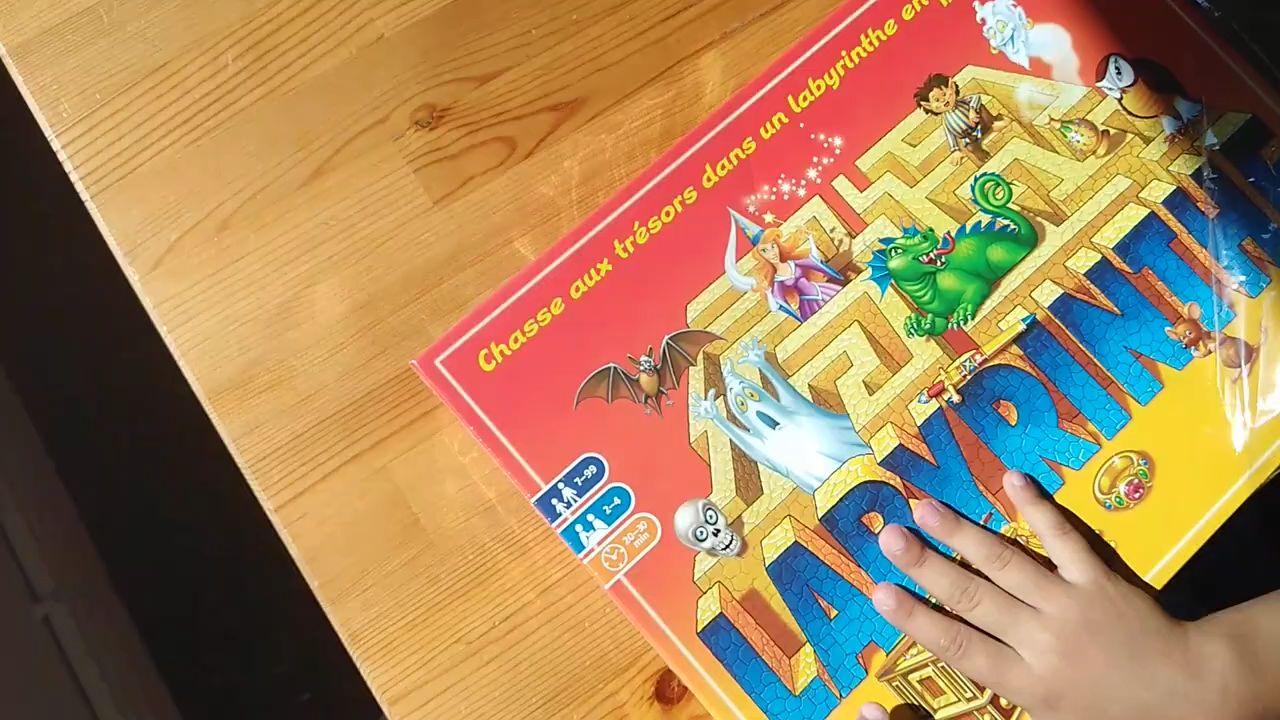 Chasse aux trésors dans un labyrinthe en
7-99
2-4
20-30
min
LABYRINTH